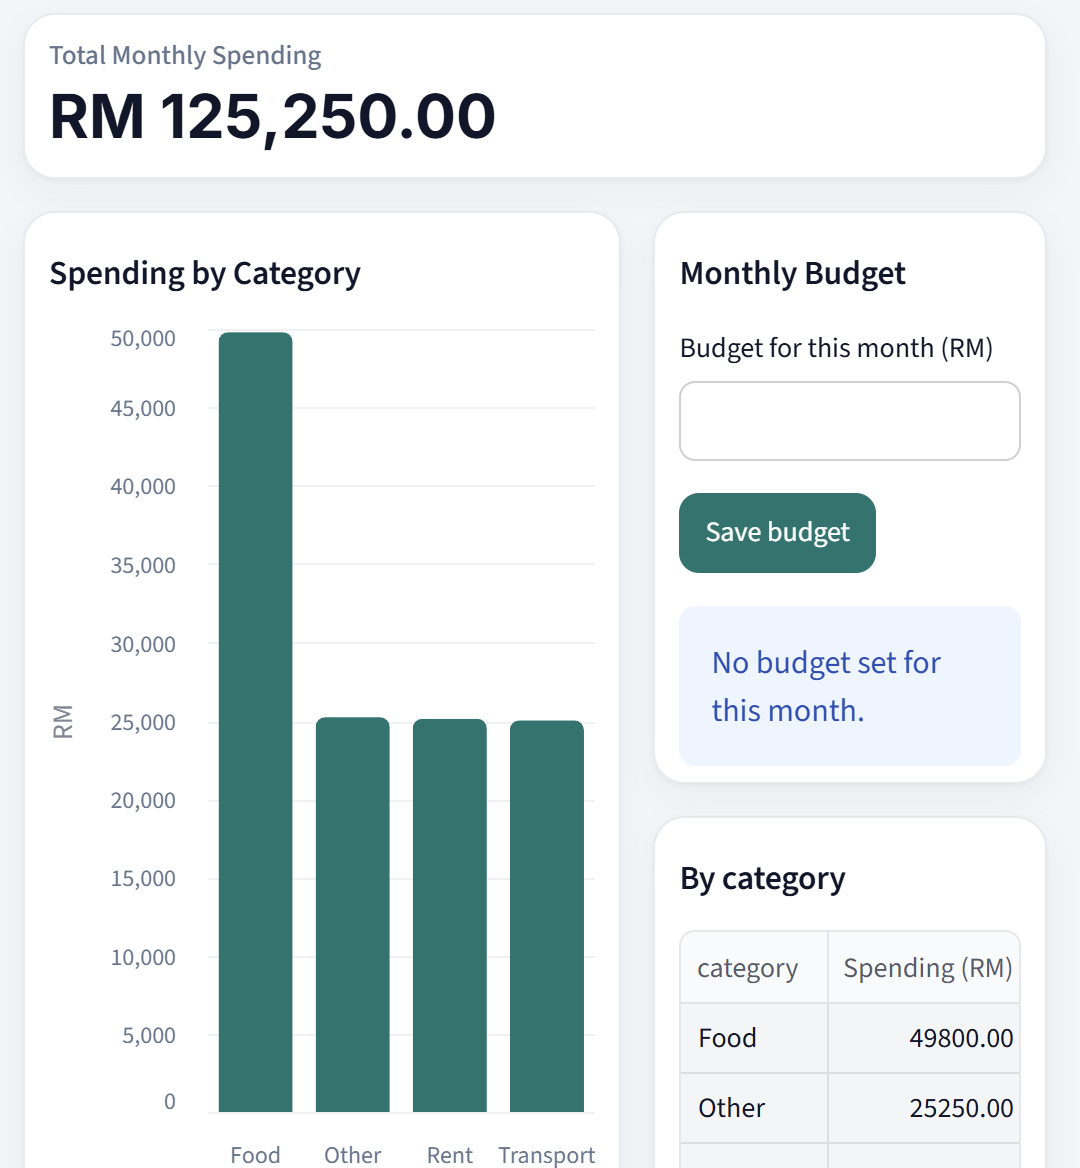 Total Monthly Spending
RM 125,250.00
Spending by Category
50,000
45,000
40,000
35,000
30,000
25,000
20,000
15,000
10,000
5,000
0
RM
Food Other Rent Transport
Monthly Budget
Budget for this month (RM)
Save budget
No budget set for
this month.
By category
category Spending (RM)
Food 49800.00
Other 25250.00